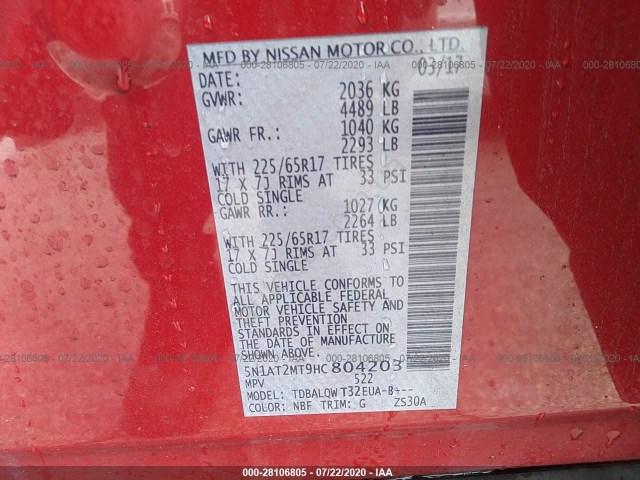 MFD BY NISSAN MOTOR CO., LTD.
DATE: 03/17
GVWR: 2036 KG
4489 LB
GAWR FR.: 1040 KG
2293 LB
WITH 225/65R17 TIRES
17 X 7J RIMS AT 33 PSI
COLD SINGLE
GAWR RR.: 1027 KG
2264 LB
WITH 225/65R17 TIRES
17 X 7J RIMS AT 33 PSI
COLD SINGLE
THIS VEHICLE CONFORMS TO
ALL APPLICABLE FEDERAL
MOTOR VEHICLE SAFETY AND
THEFT PREVENTION
STANDARDS IN EFFECT ON
THE DATE OF MANUFACTURE
SHOWN ABOVE.
5N1AT2MT9HC804203
MPV 522
MODEL: TDBALQWT32EUA-B---
COLOR: NBF TRIM: G ZS30A
000-28106805 - 07/22/2020 - IAA